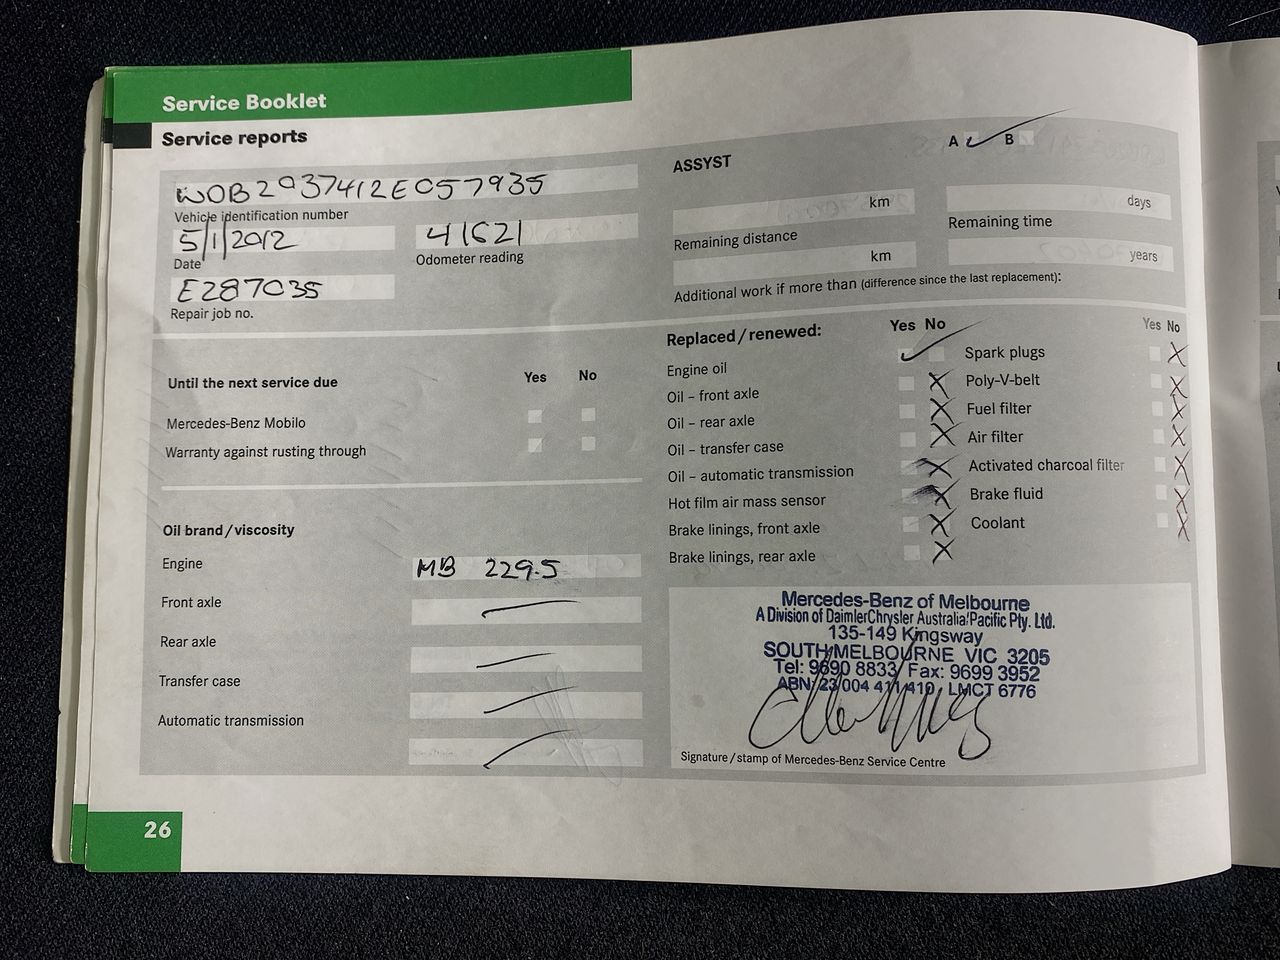 Service Booklet
Service reports
WOB2037412E057935
Vehicle identification number
5/1/2012
41621
Date
Odometer reading
E287035
Repair job no.
Until the next service due
Yes No
Mercedes-Benz Mobilo
Warranty against rusting through
Oil brand/viscosity
Engine
MB 229.5
Front axle
Rear axle
Transfer case
Automatic transmission
26
A B
ASSYST
km
days
Remaining distance
Remaining time
km
years
Additional work if more than (difference since the last replacement):
Replaced/renewed:
Yes No
Yes No
Engine oil
Spark plugs
Oil – front axle
Poly-V-belt
Oil – rear axle
Fuel filter
Oil – transfer case
Air filter
Oil – automatic transmission
Activated charcoal filter
Hot film air mass sensor
Brake fluid
Brake linings, front axle
Coolant
Brake linings, rear axle
Mercedes-Benz of Melbourne
A Division of DaimlerChrysler Australia/Pacific Pty. Ltd.
135-149 Kingsway
SOUTH MELBOURNE VIC 3205
Tel: 9690 8833, Fax: 9699 3952
ABN: 23 004 411 410, LMCT 6776
Signature/stamp of Mercedes-Benz Service Centre